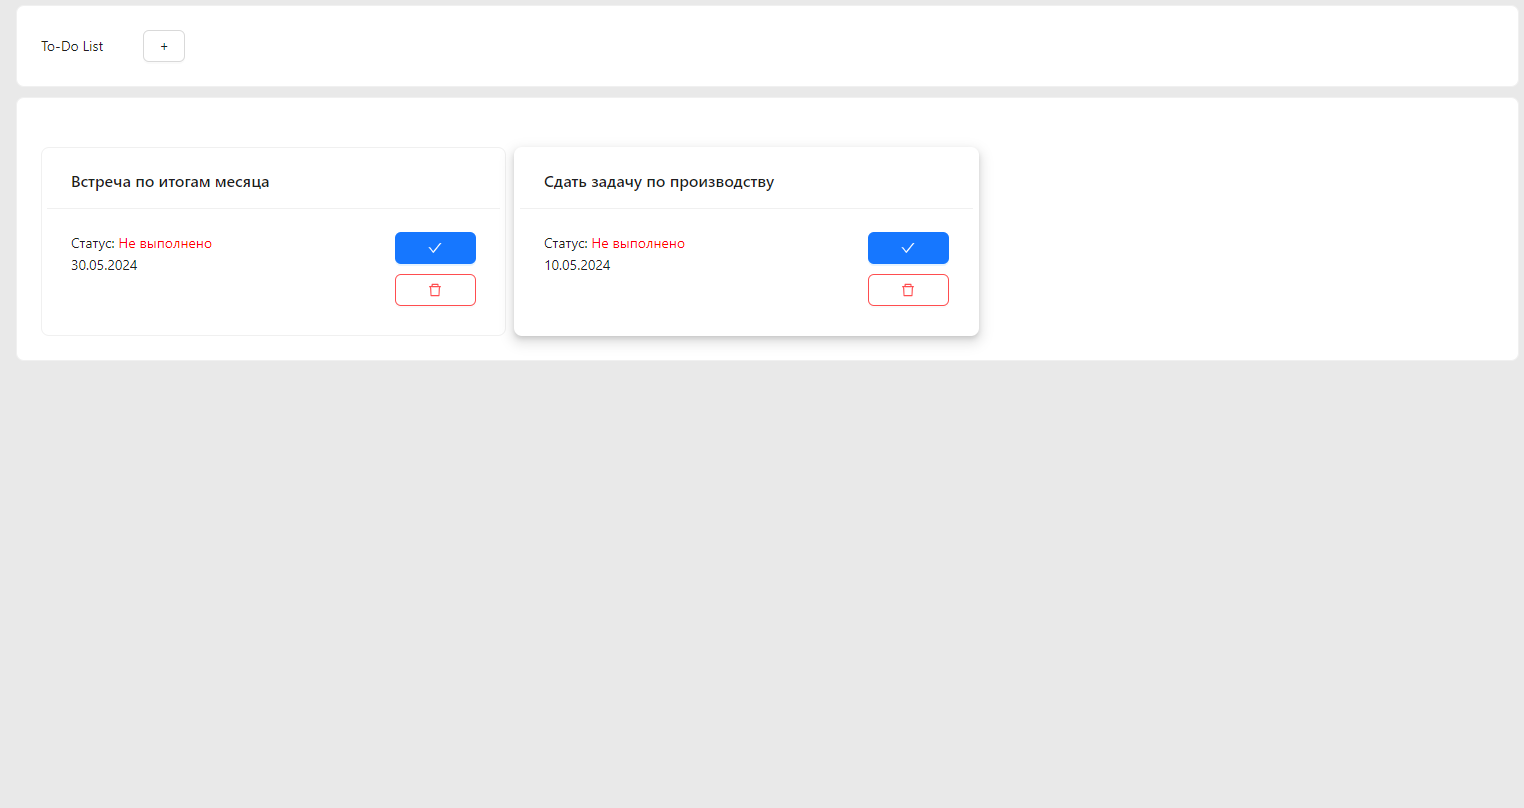 To-Do List
+
Встреча по итогам месяца
Статус: Не выполнено
30.05.2024
Сдать задачу по производству
Статус: Не выполнено
10.05.2024